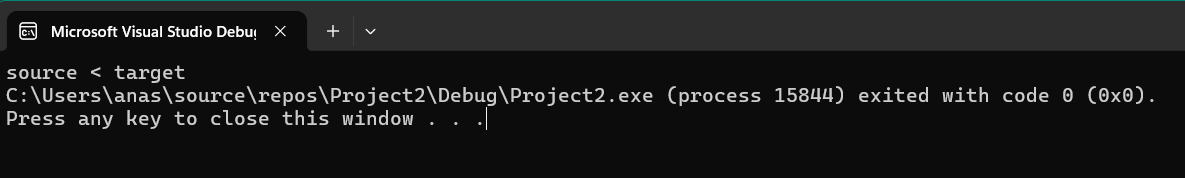 Microsoft Visual Studio Debug
source < target
C:\Users\anas\source\repos\Project2\Debug\Project2.exe (process 15844) exited with code 0 (0x0).
Press any key to close this window . . .